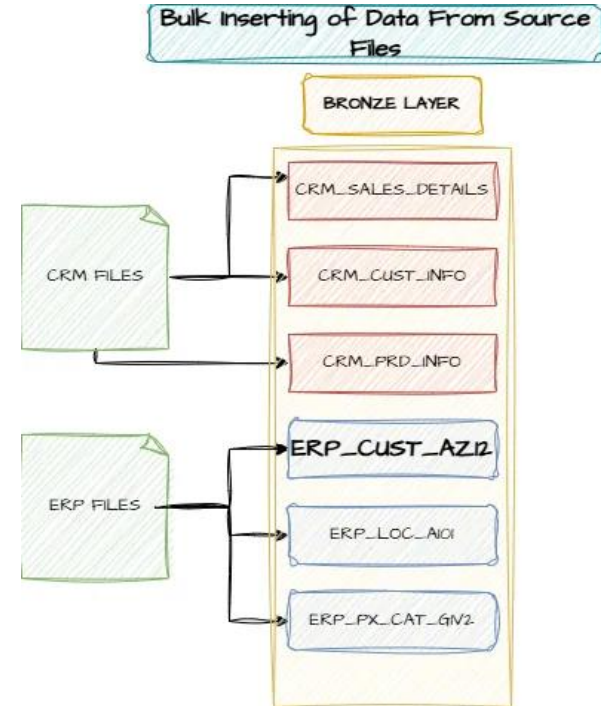 Bulk Inserting of Data From Source
Files
BRONZE LAYER
CRM_SALES_DETAILS
CRM FILES
CRM_CUST_INFO
CRM_PRD_INFO
ERP_CUST_AZ12
ERP FILES
ERP_LOC_A101
ERP_PX_CAT_G1V2